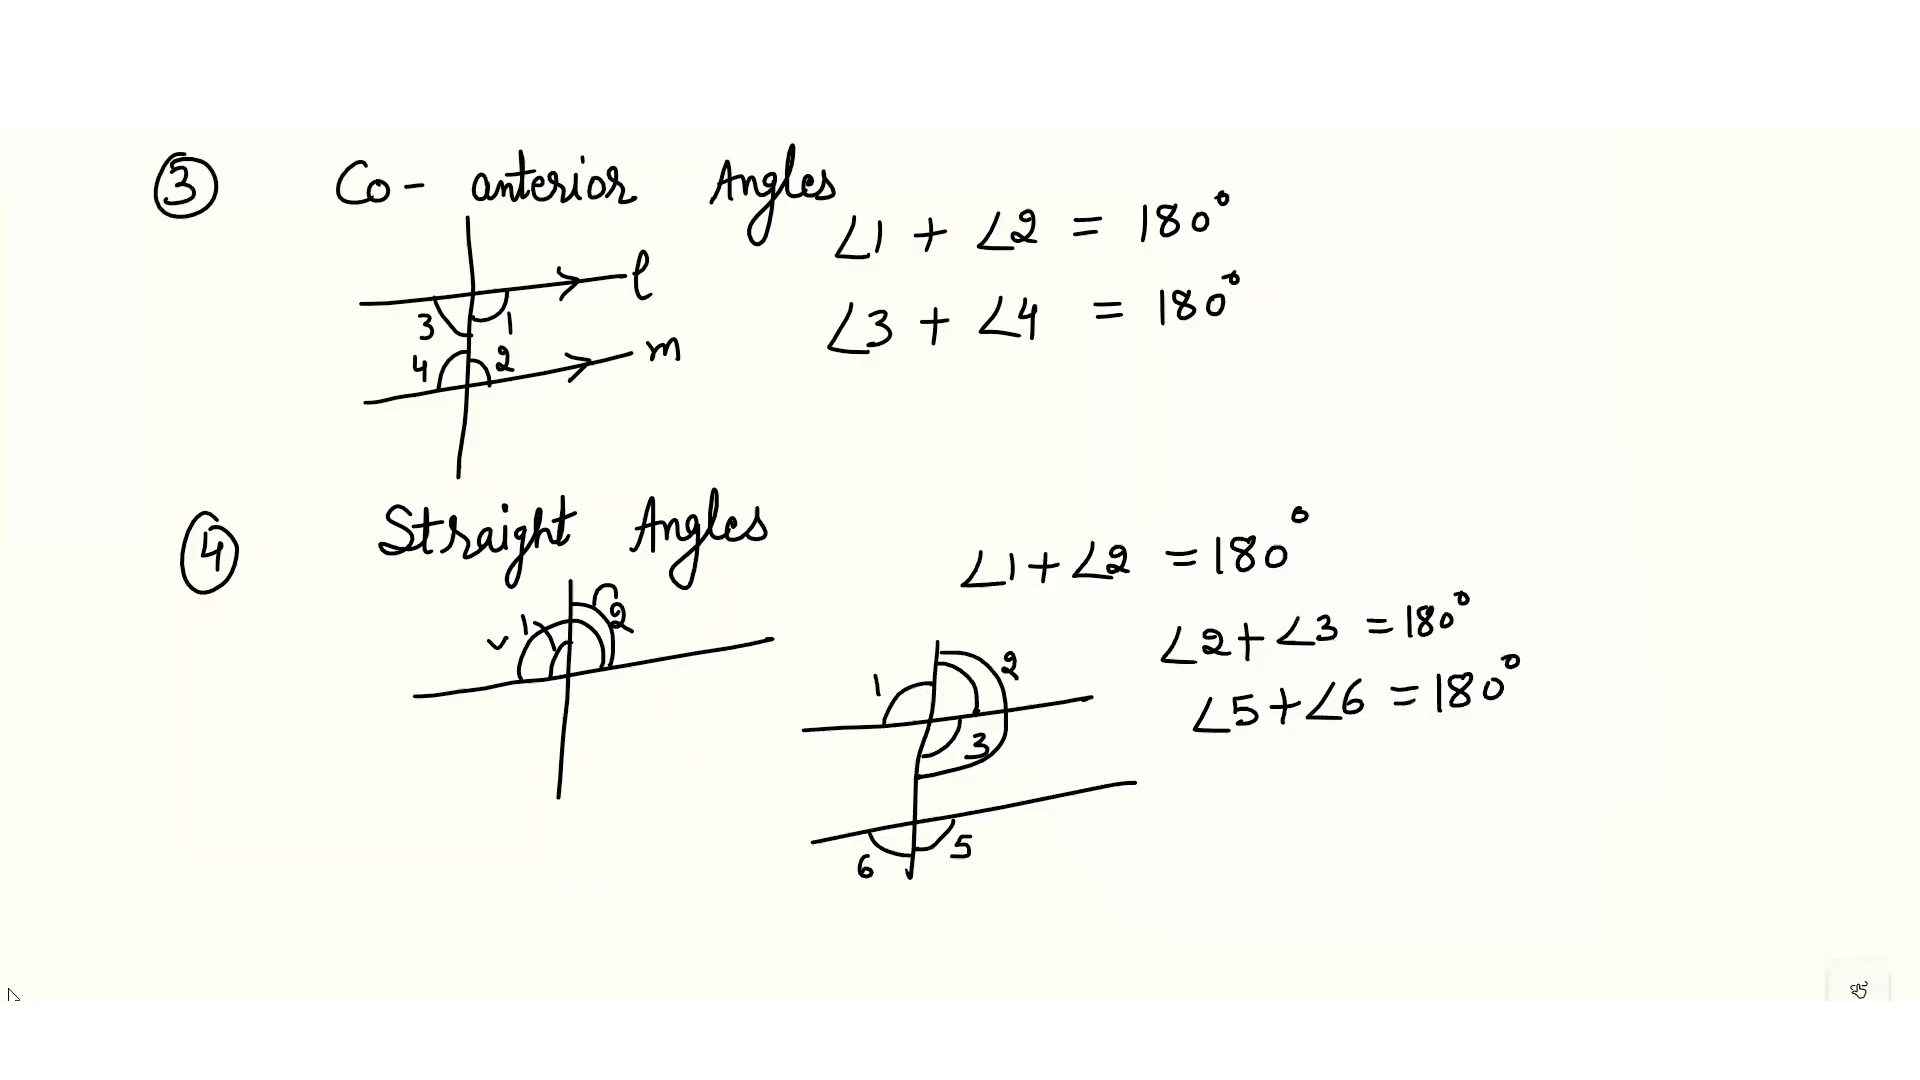 ③ Co- anterior Angles
∠1 + ∠2 = 180°
∠3 + ∠4 = 180°
l
3 1
4 2 m
④ Straight Angles
∠1+∠2 = 180°
∠2+∠3 = 180°
∠5+∠6 = 180°
1 2
1 2
3
6 5